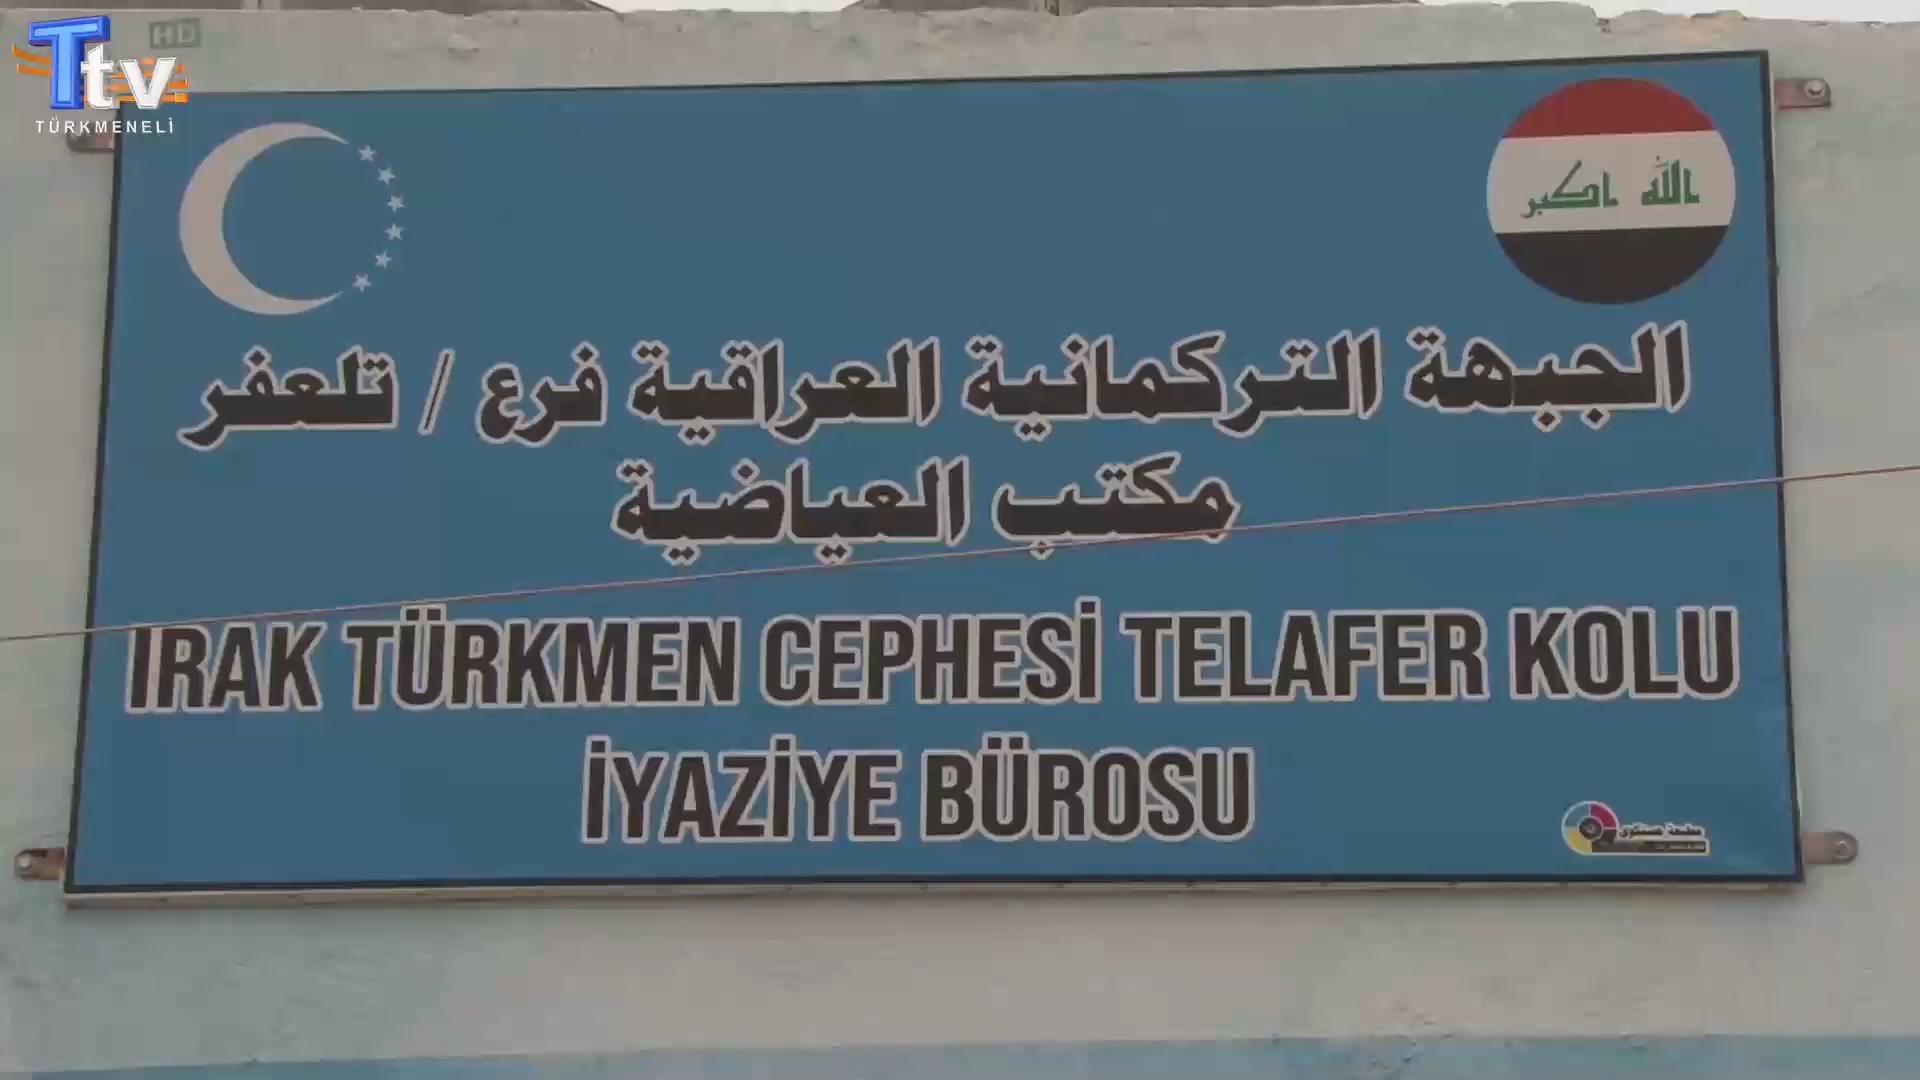 Ttv HD
TÜRKMENELİ
الله اكبر
الجبهة التركمانية العراقية فرع / تلعفر
مكتب العياضية
IRAK TÜRKMEN CEPHESİ TELAFER KOLU
İYAZİYE BÜROSU